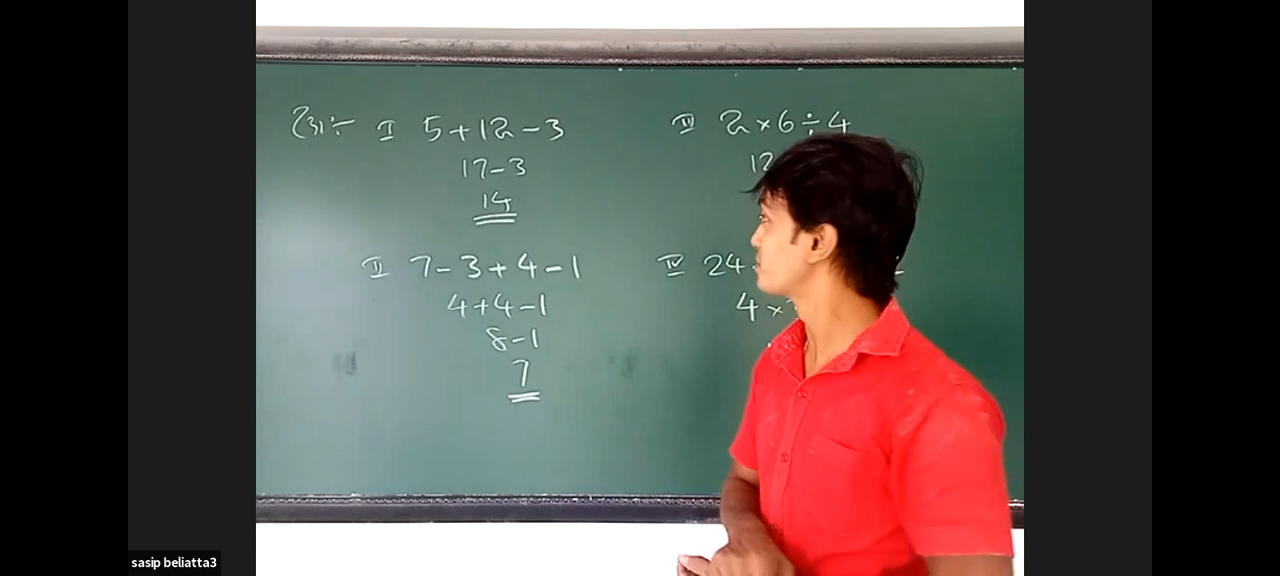 I 5 + 12 - 3
17 - 3
14
II 7 - 3 + 4 - 1
4 + 4 - 1
8 - 1
7
III 2 × 6 ÷ 4
12
IV 24
4 ×
sasip beliatta3